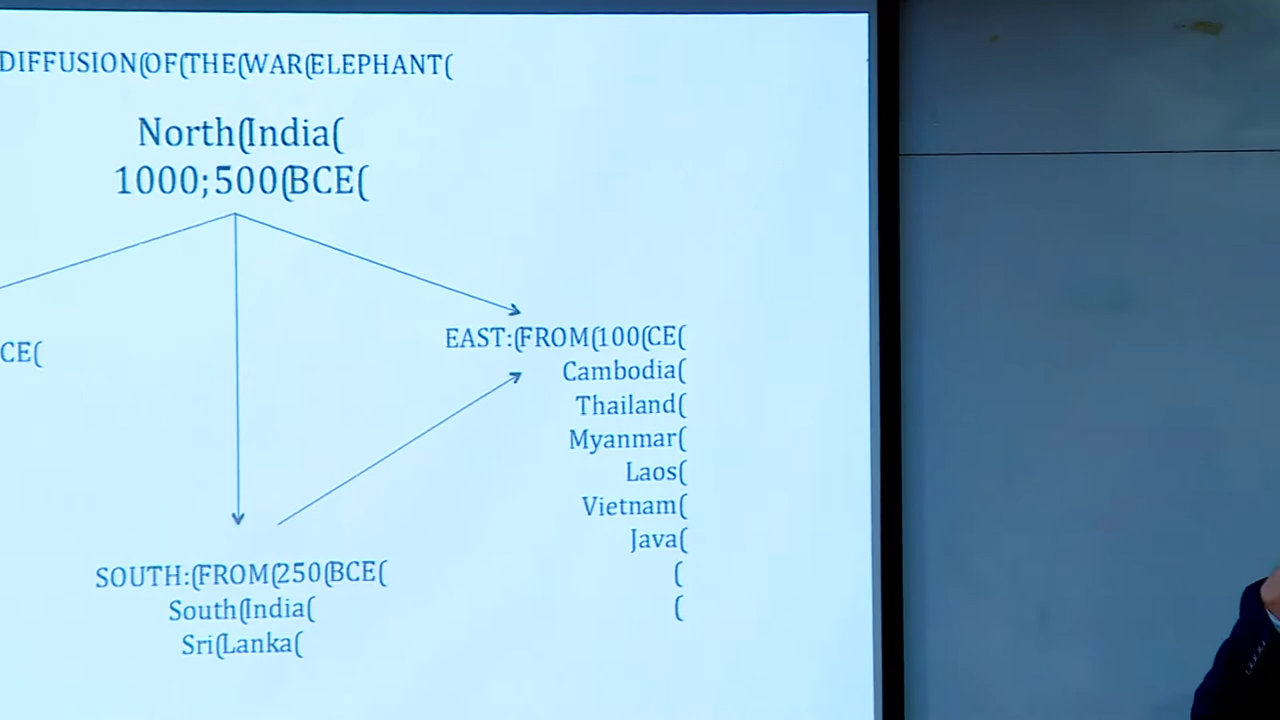 DIFFUSION(OF(THE(WAR(ELEPHANT(
North(India(
1000;500(BCE(
CE(
EAST:(FROM(100(CE(
Cambodia(
Thailand(
Myanmar(
Laos(
Vietnam(
Java(
(
(
SOUTH:(FROM(250(BCE(
South(India(
Sri(Lanka(